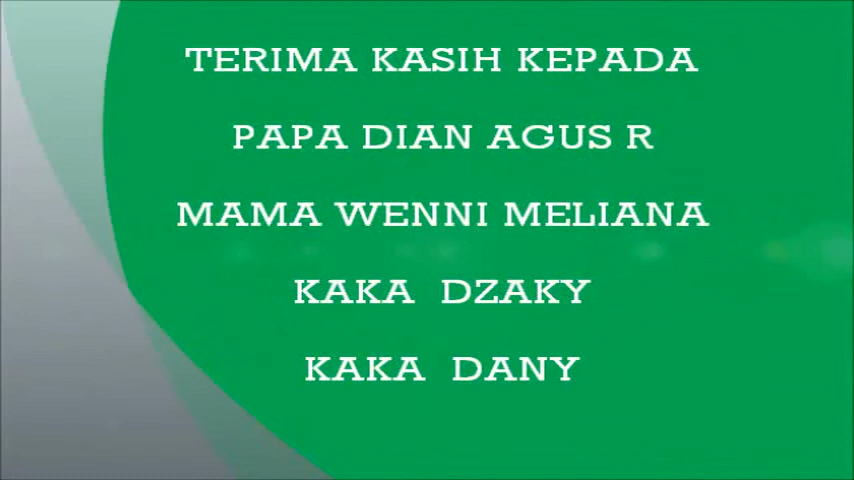 TERIMA KASIH KEPADA
PAPA DIAN AGUS R
MAMA WENNI MELIANA
KAKA DZAKY
KAKA DANY